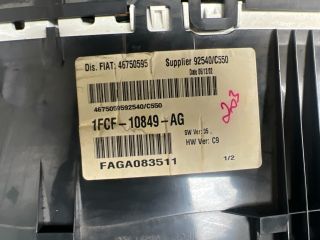 Dis. FIAT: 46750595 Supplier 92540/C550
Date 05/12/02
4675059592540/C550
1FCF-10849-AG
SW Ver: 35
HW Ver: C9
FAGA083511
1/2